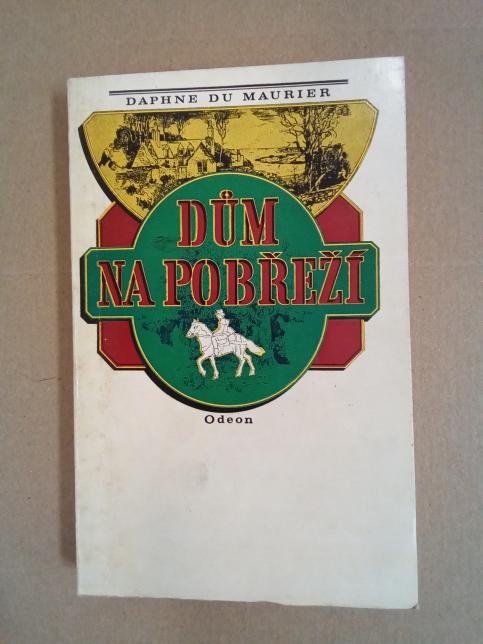 DAPHNE DU MAURIER
DŮM
NA POBŘEŽÍ
Odeon